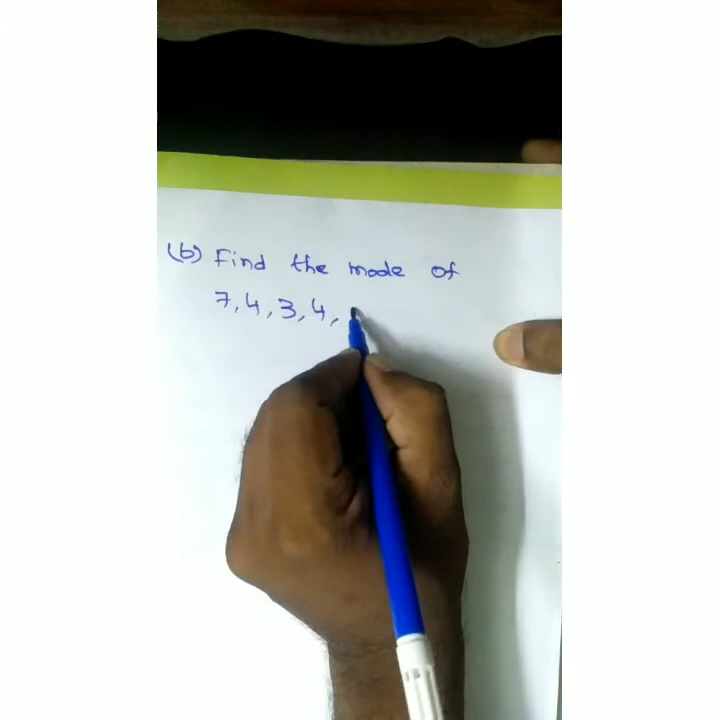 (b) Find the mode of
7, 4, 3, 4,